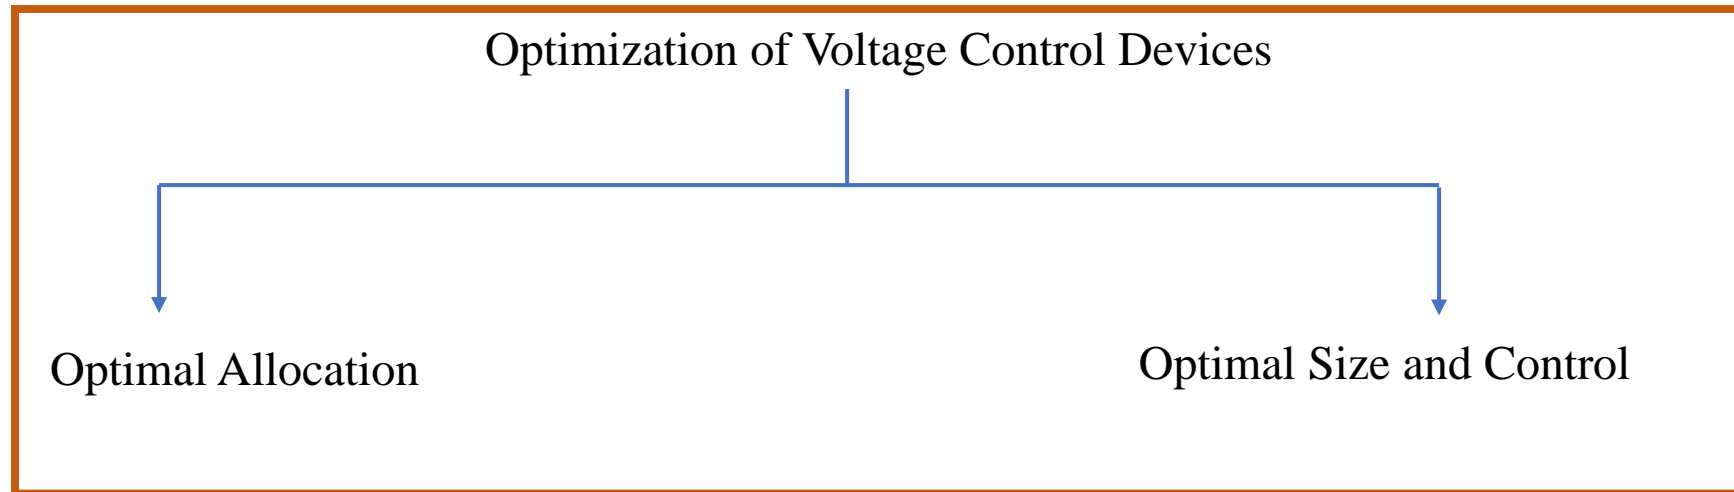 Optimization of Voltage Control Devices
Optimal Allocation
Optimal Size and Control